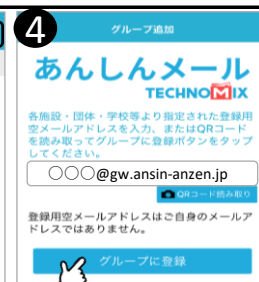 ❹
グループ追加
あんしんメール
TECHNOMIX
各施設・団体・学校等より指定された登録用
空メールアドレスを入力、またはQRコード
を読み取ってグループに登録ボタンをタップ
してください。
〇〇〇@gw.ansin-anzen.jp
QRコード読み取り
登録用空メールアドレスはご自身のメールア
ドレスではありません。
グループに登録